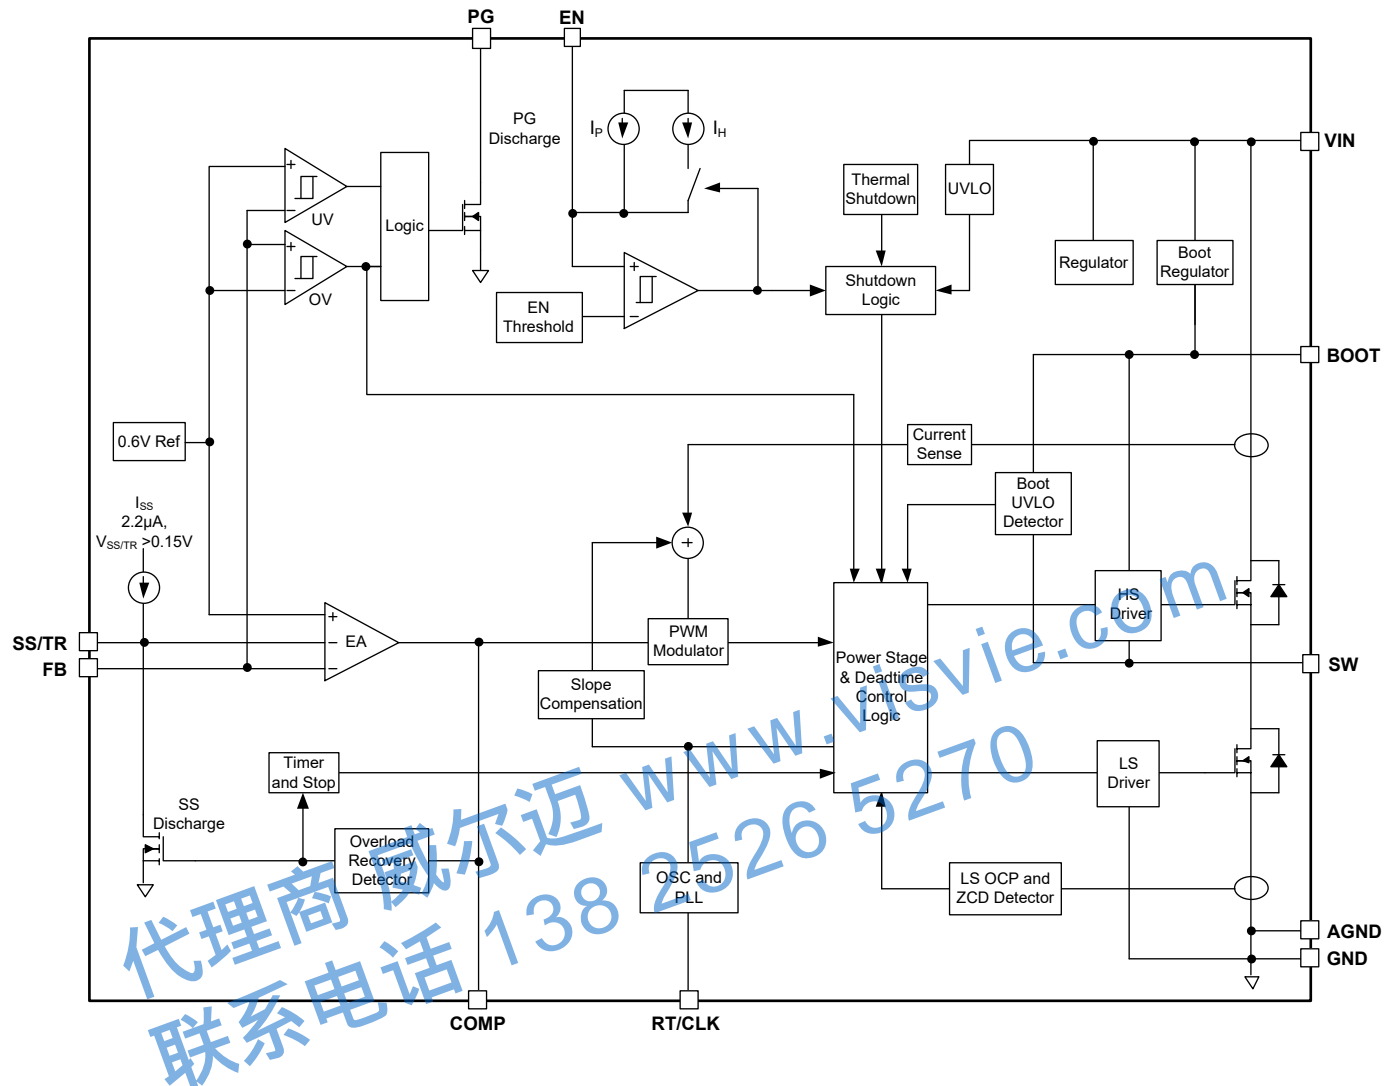 PG
EN
PG
Discharge
IP
IH
VIN
Thermal
Shutdown
UVLO
UV
Logic
OV
Regulator
Boot
Regulator
Shutdown
Logic
EN
Threshold
BOOT
0.6V Ref
Current
Sense
Boot
UVLO
Detector
ISS
2.2µA,
VSS/TR >0.15V
HS
Driver
SS/TR
FB
EA
PWM
Modulator
Power Stage
& Deadtime
Control
Logic
SW
Slope
Compensation
Timer
and Stop
LS
Driver
SS
Discharge
Overload
Recovery
Detector
OSC and
PLL
LS OCP and
ZCD Detector
AGND
GND
COMP
RT/CLK
代理商 威尔迈 www.visvie.com
联系电话 138 2526 5270